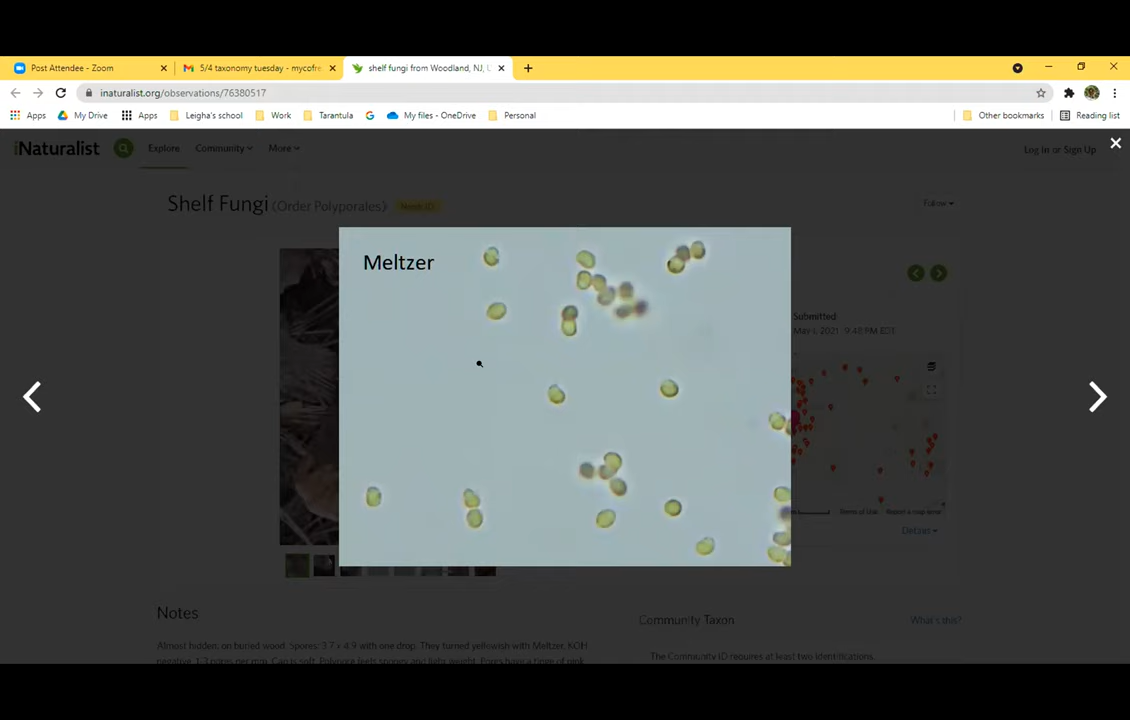 Post Attendee - Zoom
5/4 taxonomy tuesday - mycofre
shelf fungi from Woodland, NJ, U
inaturalist.org/observations/76380517
Apps
My Drive
Apps
Leigha's school
Work
Tarantula
My files - OneDrive
Personal
Other bookmarks
Reading list
iNaturalist
Explore
Community
More
Log In or Sign Up
Shelf Fungi (Order Polyporales)
Needs ID
Follow
Meltzer
Submitted:
May 1, 2021 · 9:48 PM EDT
Terms of Use
Report a map error
Details
Notes
Almost hidden, on buried wood. Spores: 3.7 x 4.9 with one drop. They turned yellowish with Meltzer. KOH
negative. 1-3 pores per mm. Cap is soft. Polypore feels spongy and light weight. Pores have a tinge of pink
Community Taxon
What's this?
The Community ID requires at least two identifications.